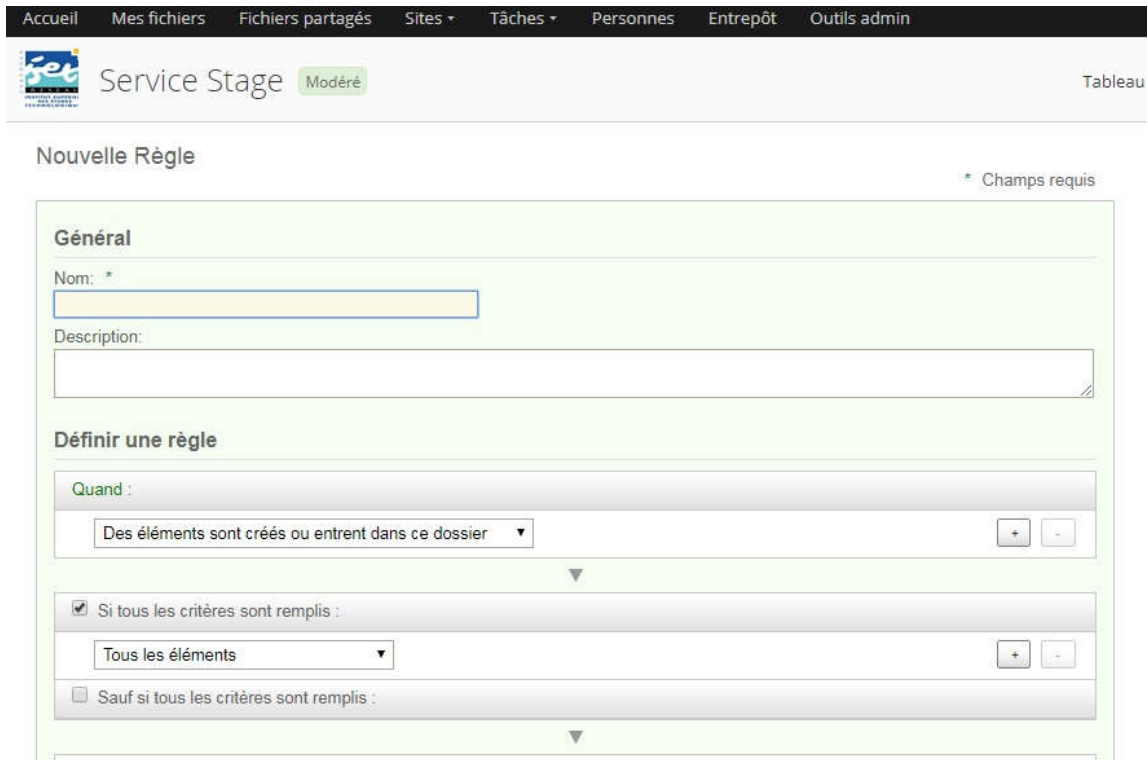 Accueil Mes fichiers Fichiers partagés Sites Tâches Personnes Entrepôt Outils admin
Service Stage Modéré Tableau
Nouvelle Règle
* Champs requis
Général
Nom: *
Description:
Définir une règle
Quand :
Des éléments sont créés ou entrent dans ce dossier
+ -
Si tous les critères sont remplis :
Tous les éléments
+ -
Sauf si tous les critères sont remplis :